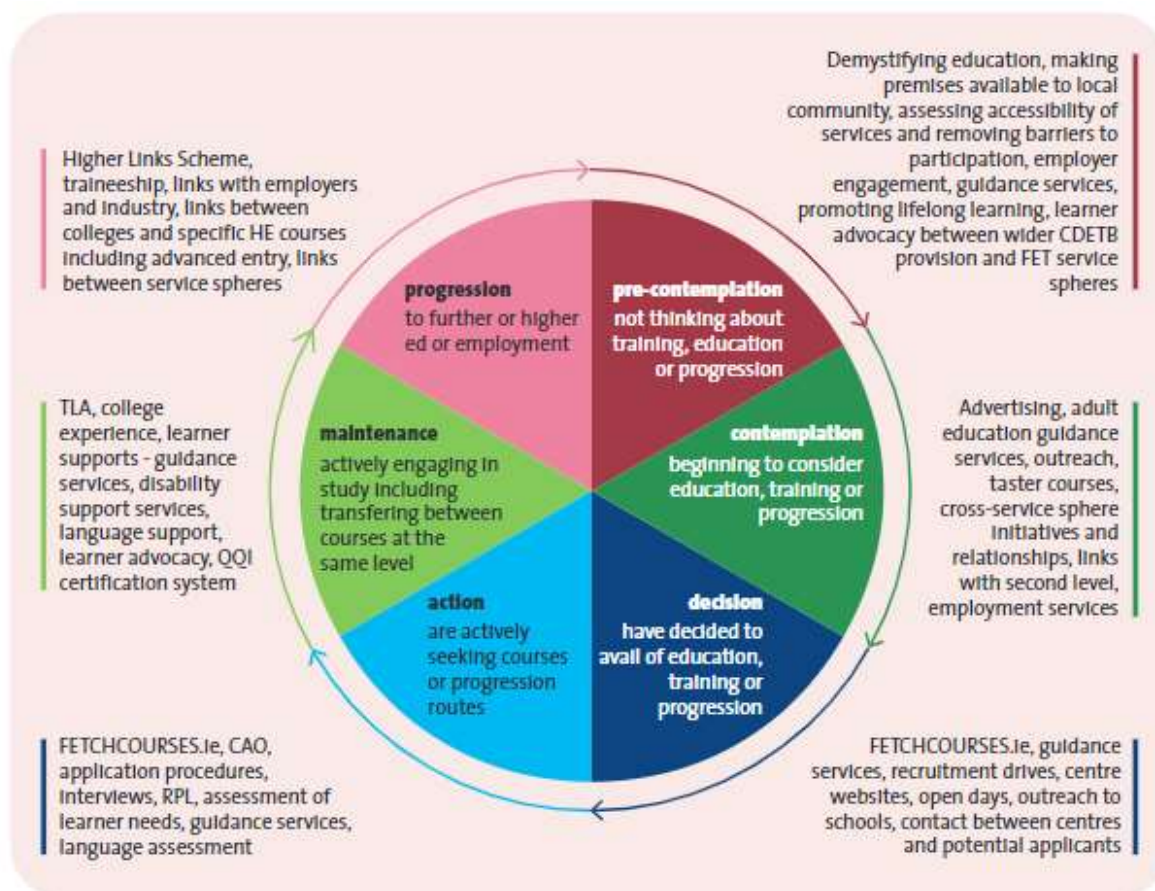 Demystifying education, making
premises available to local
community, assessing accessibility of
services and removing barriers to
participation, employer
engagement, guidance services,
promoting lifelong learning, learner
advocacy between wider CDETB
provision and FET service
spheres
Higher Links Scheme,
traineeship, links with employers
and industry, links between
colleges and specific HE courses
including advanced entry, links
between service spheres
progression
to further or higher
ed or employment
pre-contemplation
not thinking about
training, education
or progression
TLA, college
experience, learner
supports - guidance
services, disability
support services,
language support,
learner advocacy, QQI
certification system
maintenance
actively engaging in
study including
transfering between
courses at the
same level
contemplation
beginning to consider
education, training or
progression
Advertising, adult
education guidance
services, outreach,
taster courses,
cross-service sphere
initiatives and
relationships, links
with second level,
employment services
action
are actively
seeking courses
or progression
routes
decision
have decided to
avail of education,
training or
progression
FETCHCOURSES.ie, CAO,
application procedures,
interviews, RPL, assessment of
learner needs, guidance services,
language assessment
FETCHCOURSES.ie, guidance
services, recruitment drives, centre
websites, open days, outreach to
schools, contact between centres
and potential applicants